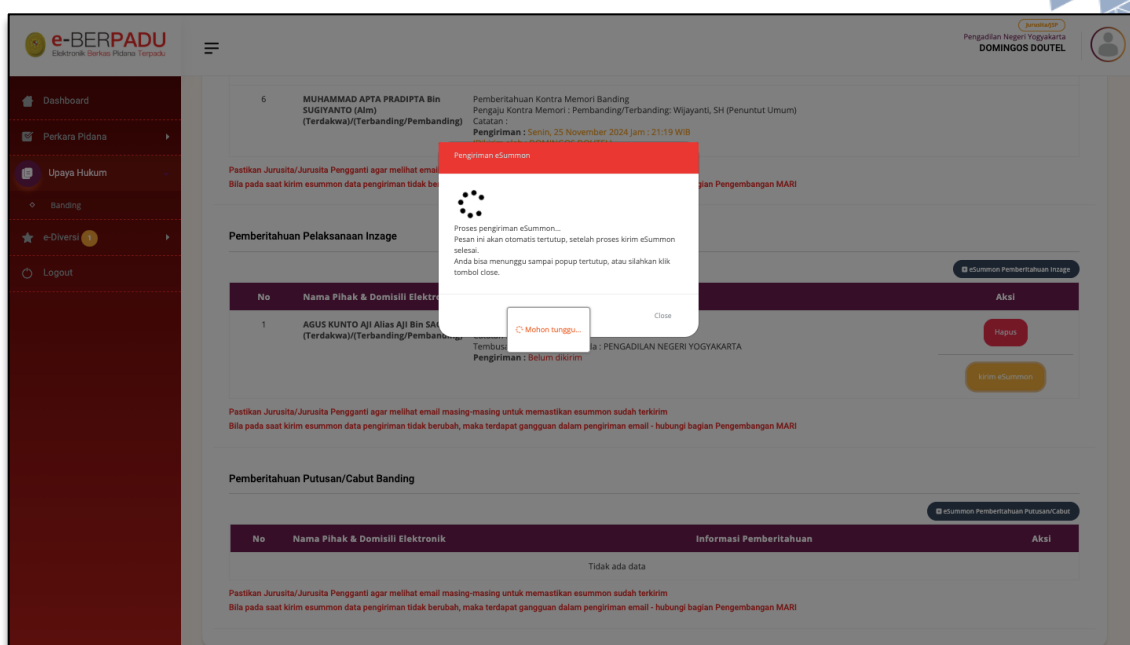 e-BERPADU
Elektronik Berkas Pidana Terpadu
Jurusita/JSP
Pengadilan Negeri Yogyakarta
DOMINGOS DOUTEL
Dashboard
Perkara Pidana
Upaya Hukum
Banding
e-Diversi 1
Logout
6 MUHAMMAD APTA PRADIPTA Bin Pemberitahuan Kontra Memori Banding
SUGIYANTO (Alm) Pengaju Kontra Memori : Pembanding/Terbanding: Wijayanti, SH (Penuntut Umum)
(Terdakwa)/(Terbanding/Pembanding) Catatan :
Pengiriman : Senin, 25 November 2024 Jam : 21:19 WIB
Pastikan Jurusita/Jurusita Pengganti agar melihat email
Bila pada saat kirim esummon data pengiriman tidak
gian Pengembangan MARI
Pengiriman eSummon
Proses pengiriman eSummon...
Pesan ini akan otomatis tertutup, setelah proses kirim eSummon
selesai.
Anda bisa menunggu sampai popup tertutup, atau silahkan klik
tombol close.
Close
Mohon tunggu...
Pemberitahuan Pelaksanaan Inzage
eSummon Pemberitahuan Inzage
No Nama Pihak & Domisili Aksi
1 AGUS KUNTO AJI Alias AJI Bin
(Terdakwa)/(Terbanding/
: PENGADILAN NEGERI YOGYAKARTA
Pengiriman : Belum dikirim
Hapus
kirim eSummon
Pastikan Jurusita/Jurusita Pengganti agar melihat email masing-masing untuk memastikan esummon sudah terkirim
Bila pada saat kirim esummon data pengiriman tidak berubah, maka terdapat gangguan dalam pengiriman email - hubungi bagian Pengembangan MARI
Pemberitahuan Putusan/Cabut Banding
eSummon Pemberitahuan Putusan/Cabut
No Nama Pihak & Domisili Elektronik Informasi Pemberitahuan Aksi
Tidak ada data
Pastikan Jurusita/Jurusita Pengganti agar melihat email masing-masing untuk memastikan esummon sudah terkirim
Bila pada saat kirim esummon data pengiriman tidak berubah, maka terdapat gangguan dalam pengiriman email - hubungi bagian Pengembangan MARI